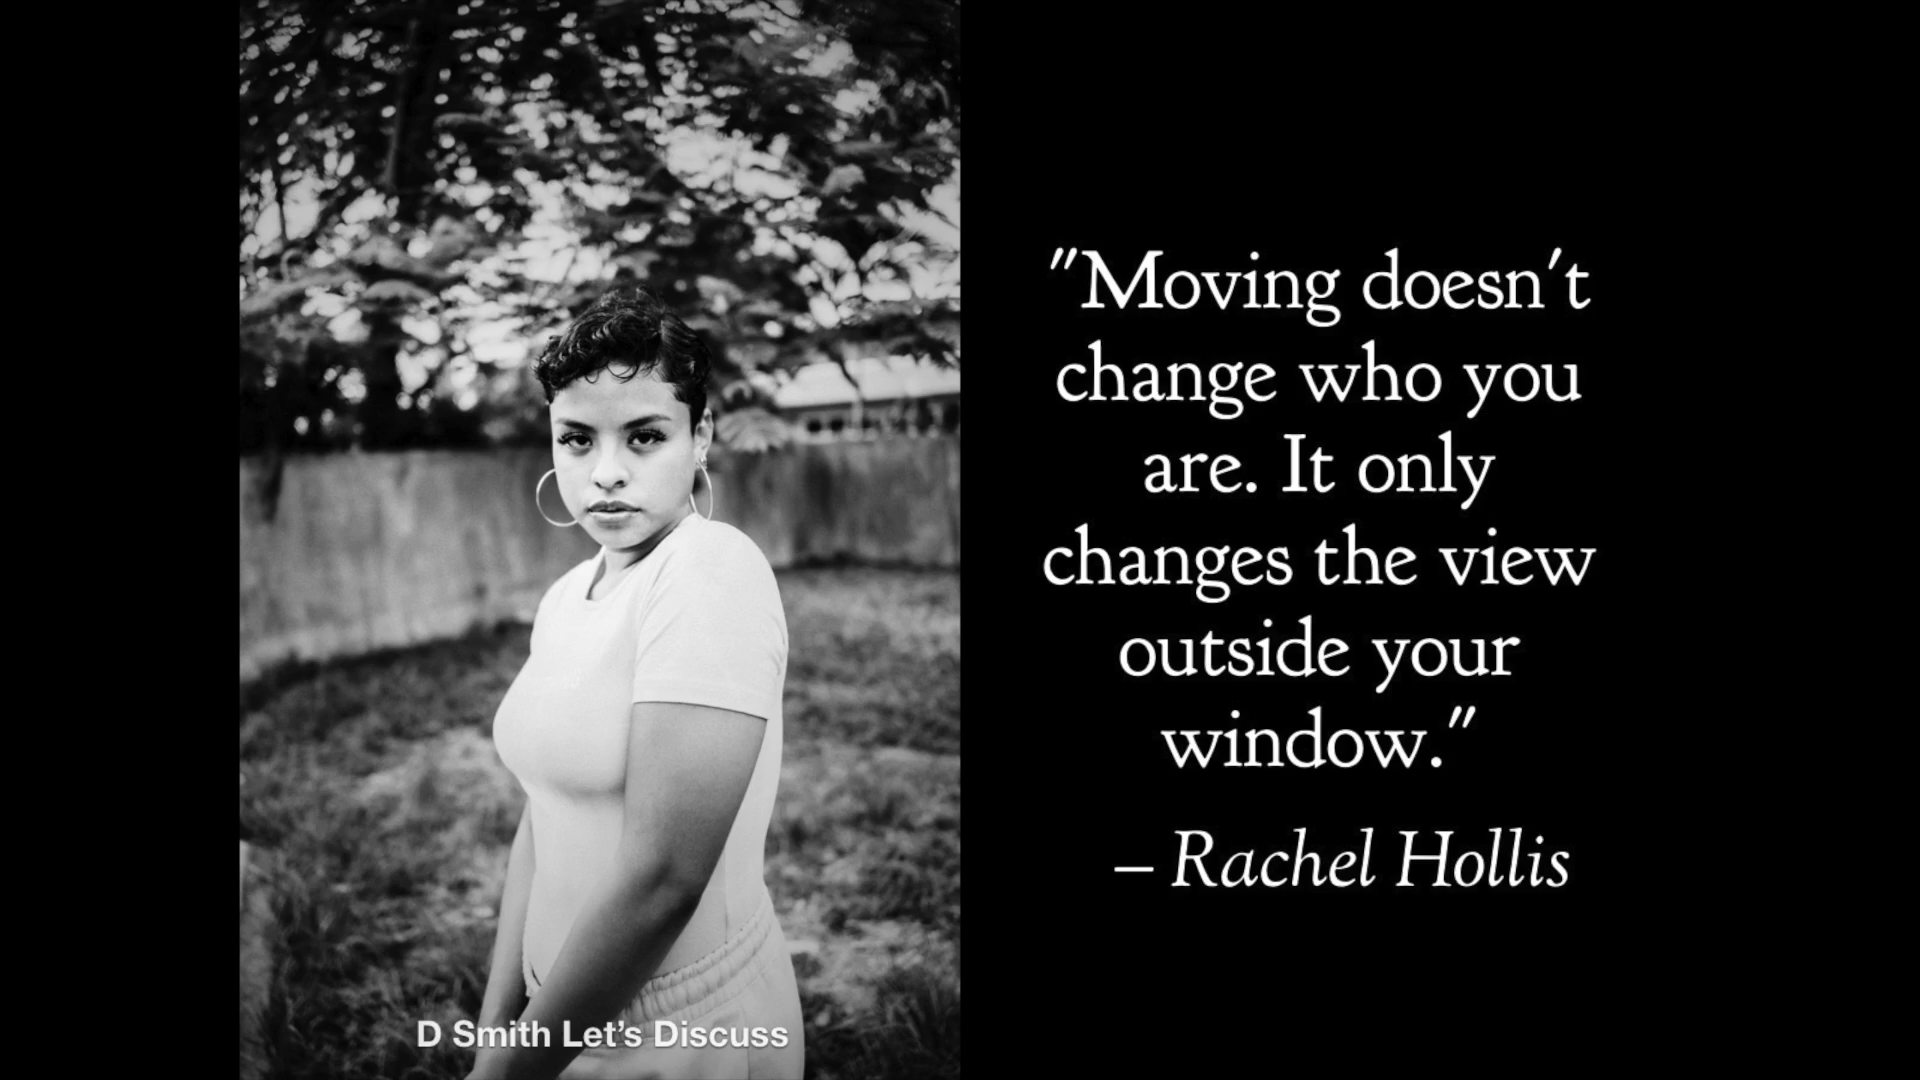 "Moving doesn't
change who you
are. It only
changes the view
outside your
window."
– Rachel Hollis
D Smith Let’s Discuss